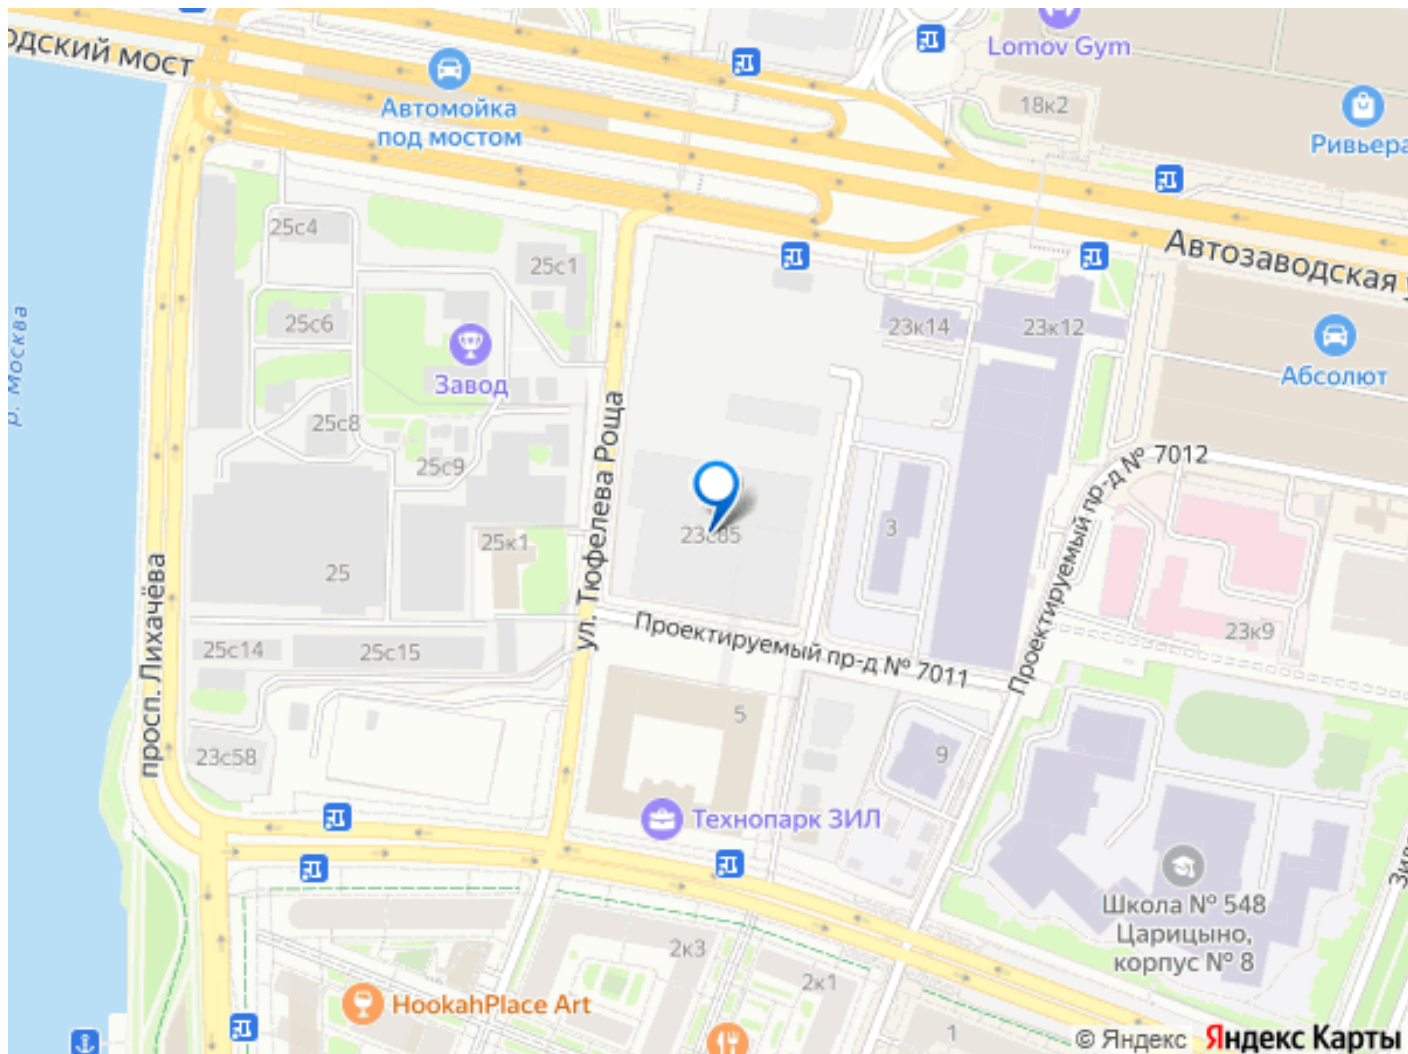 одский мост
Автомойка
под мостом
Lomov Gym
18к2
Ривьера
Автозаводская у
25с4
25с1
25с6
23к14
23к12
Абсолют
Завод
р. Москва
25с8
25с9
ул. Тюфелева Роща
Проектируемый пр-д № 7012
23с85
3
25к1
25
просп. Лихачёва
Проектируемый пр-д № 7011
23к9
25с14
25с15
5
9
23с58
Технопарк ЗИЛ
Школа № 548
Царицыно,
корпус № 8
Зил
2к3
2к1
HookahPlace Art
1
© Яндекс Яндекс Карты